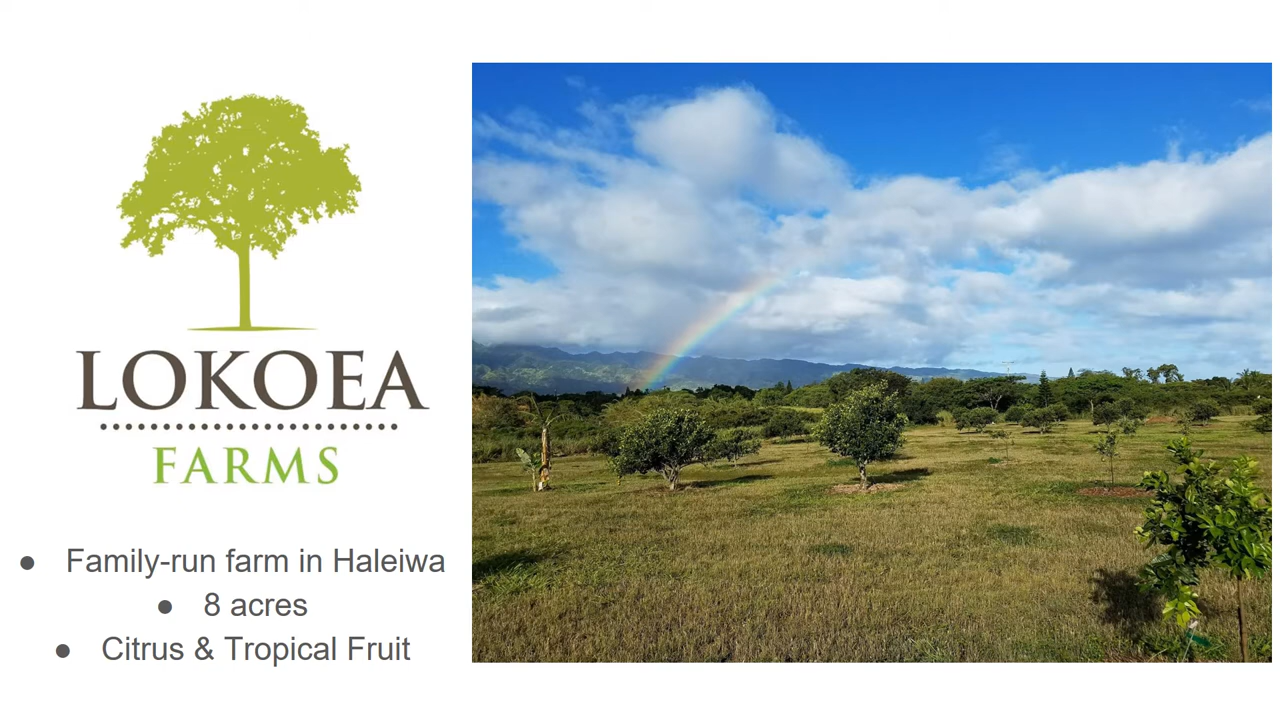 LOKOEA
FARMS
● Family-run farm in Haleiwa
● 8 acres
● Citrus & Tropical Fruit